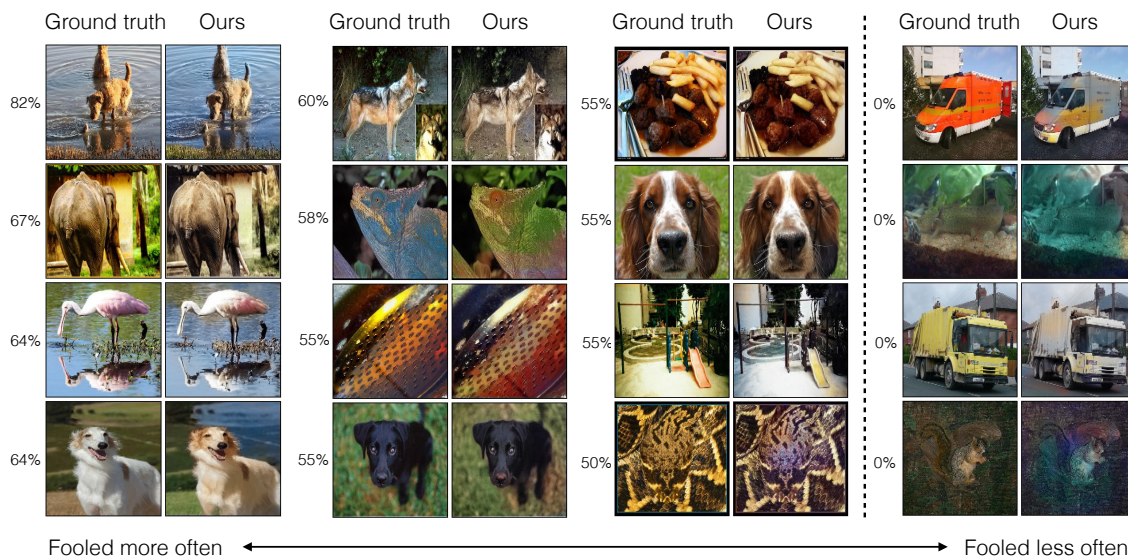 Ground truth Ours Ground truth Ours Ground truth Ours Ground truth Ours
82% 60% 55% 0%
67% 58% 55% 0%
64% 55% 55% 0%
64% 55% 50% 0%
Fooled more often Fooled less often